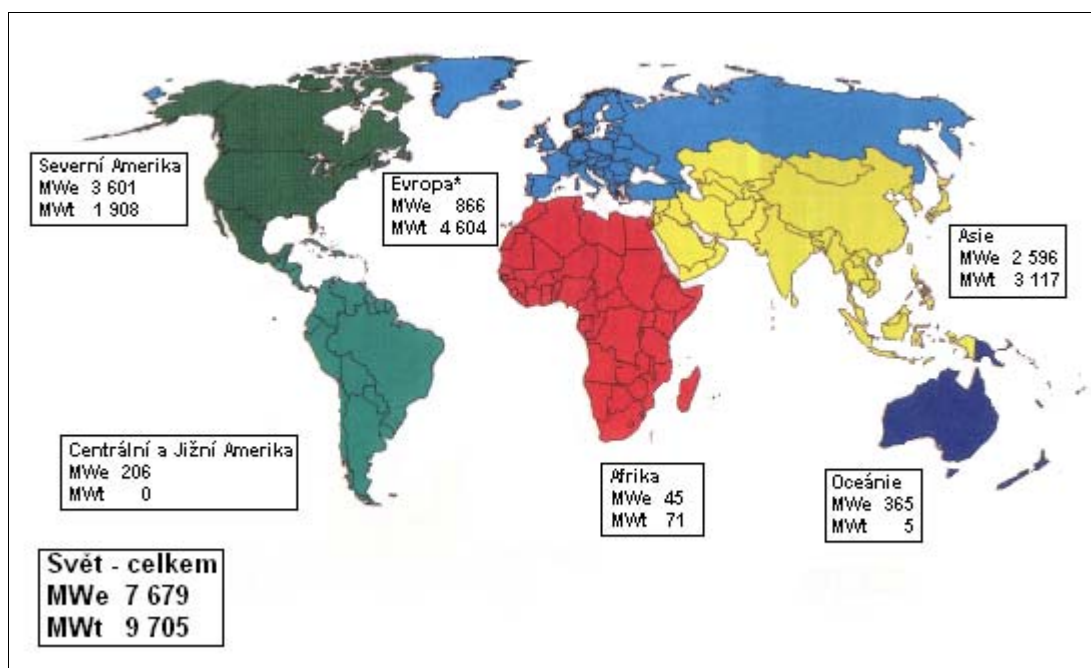 Severní Amerika
MWe 3 601
MWt 1 908
Evropa*
MWe 866
MWt 4 604
Asie
MWe 2 596
MWt 3 117
Centrální a Jižní Amerika
MWe 206
MWt 0
Afrika
MWe 45
MWt 71
Oceánie
MWe 365
MWt 5
Svět - celkem
MWe 7 679
MWt 9 705